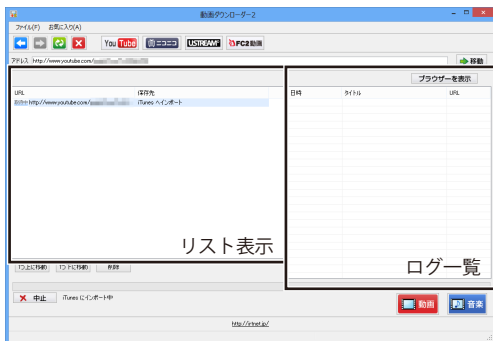 動画ダウンローダー2
ファイル(F) お気に入り(A)
You Tube ニコニコ USTREAM FC2動画
アドレス http://www.youtube.com/
移動
ブラウザーを表示
URL 保存先
http://www.youtube.com/ iTunes へインポート
日時 タイトル URL
リスト表示
ログ一覧
1つ上に移動 1つ下に移動 削除
中止 iTunes にインポート中
動画 音楽
http://irtnet.jp/